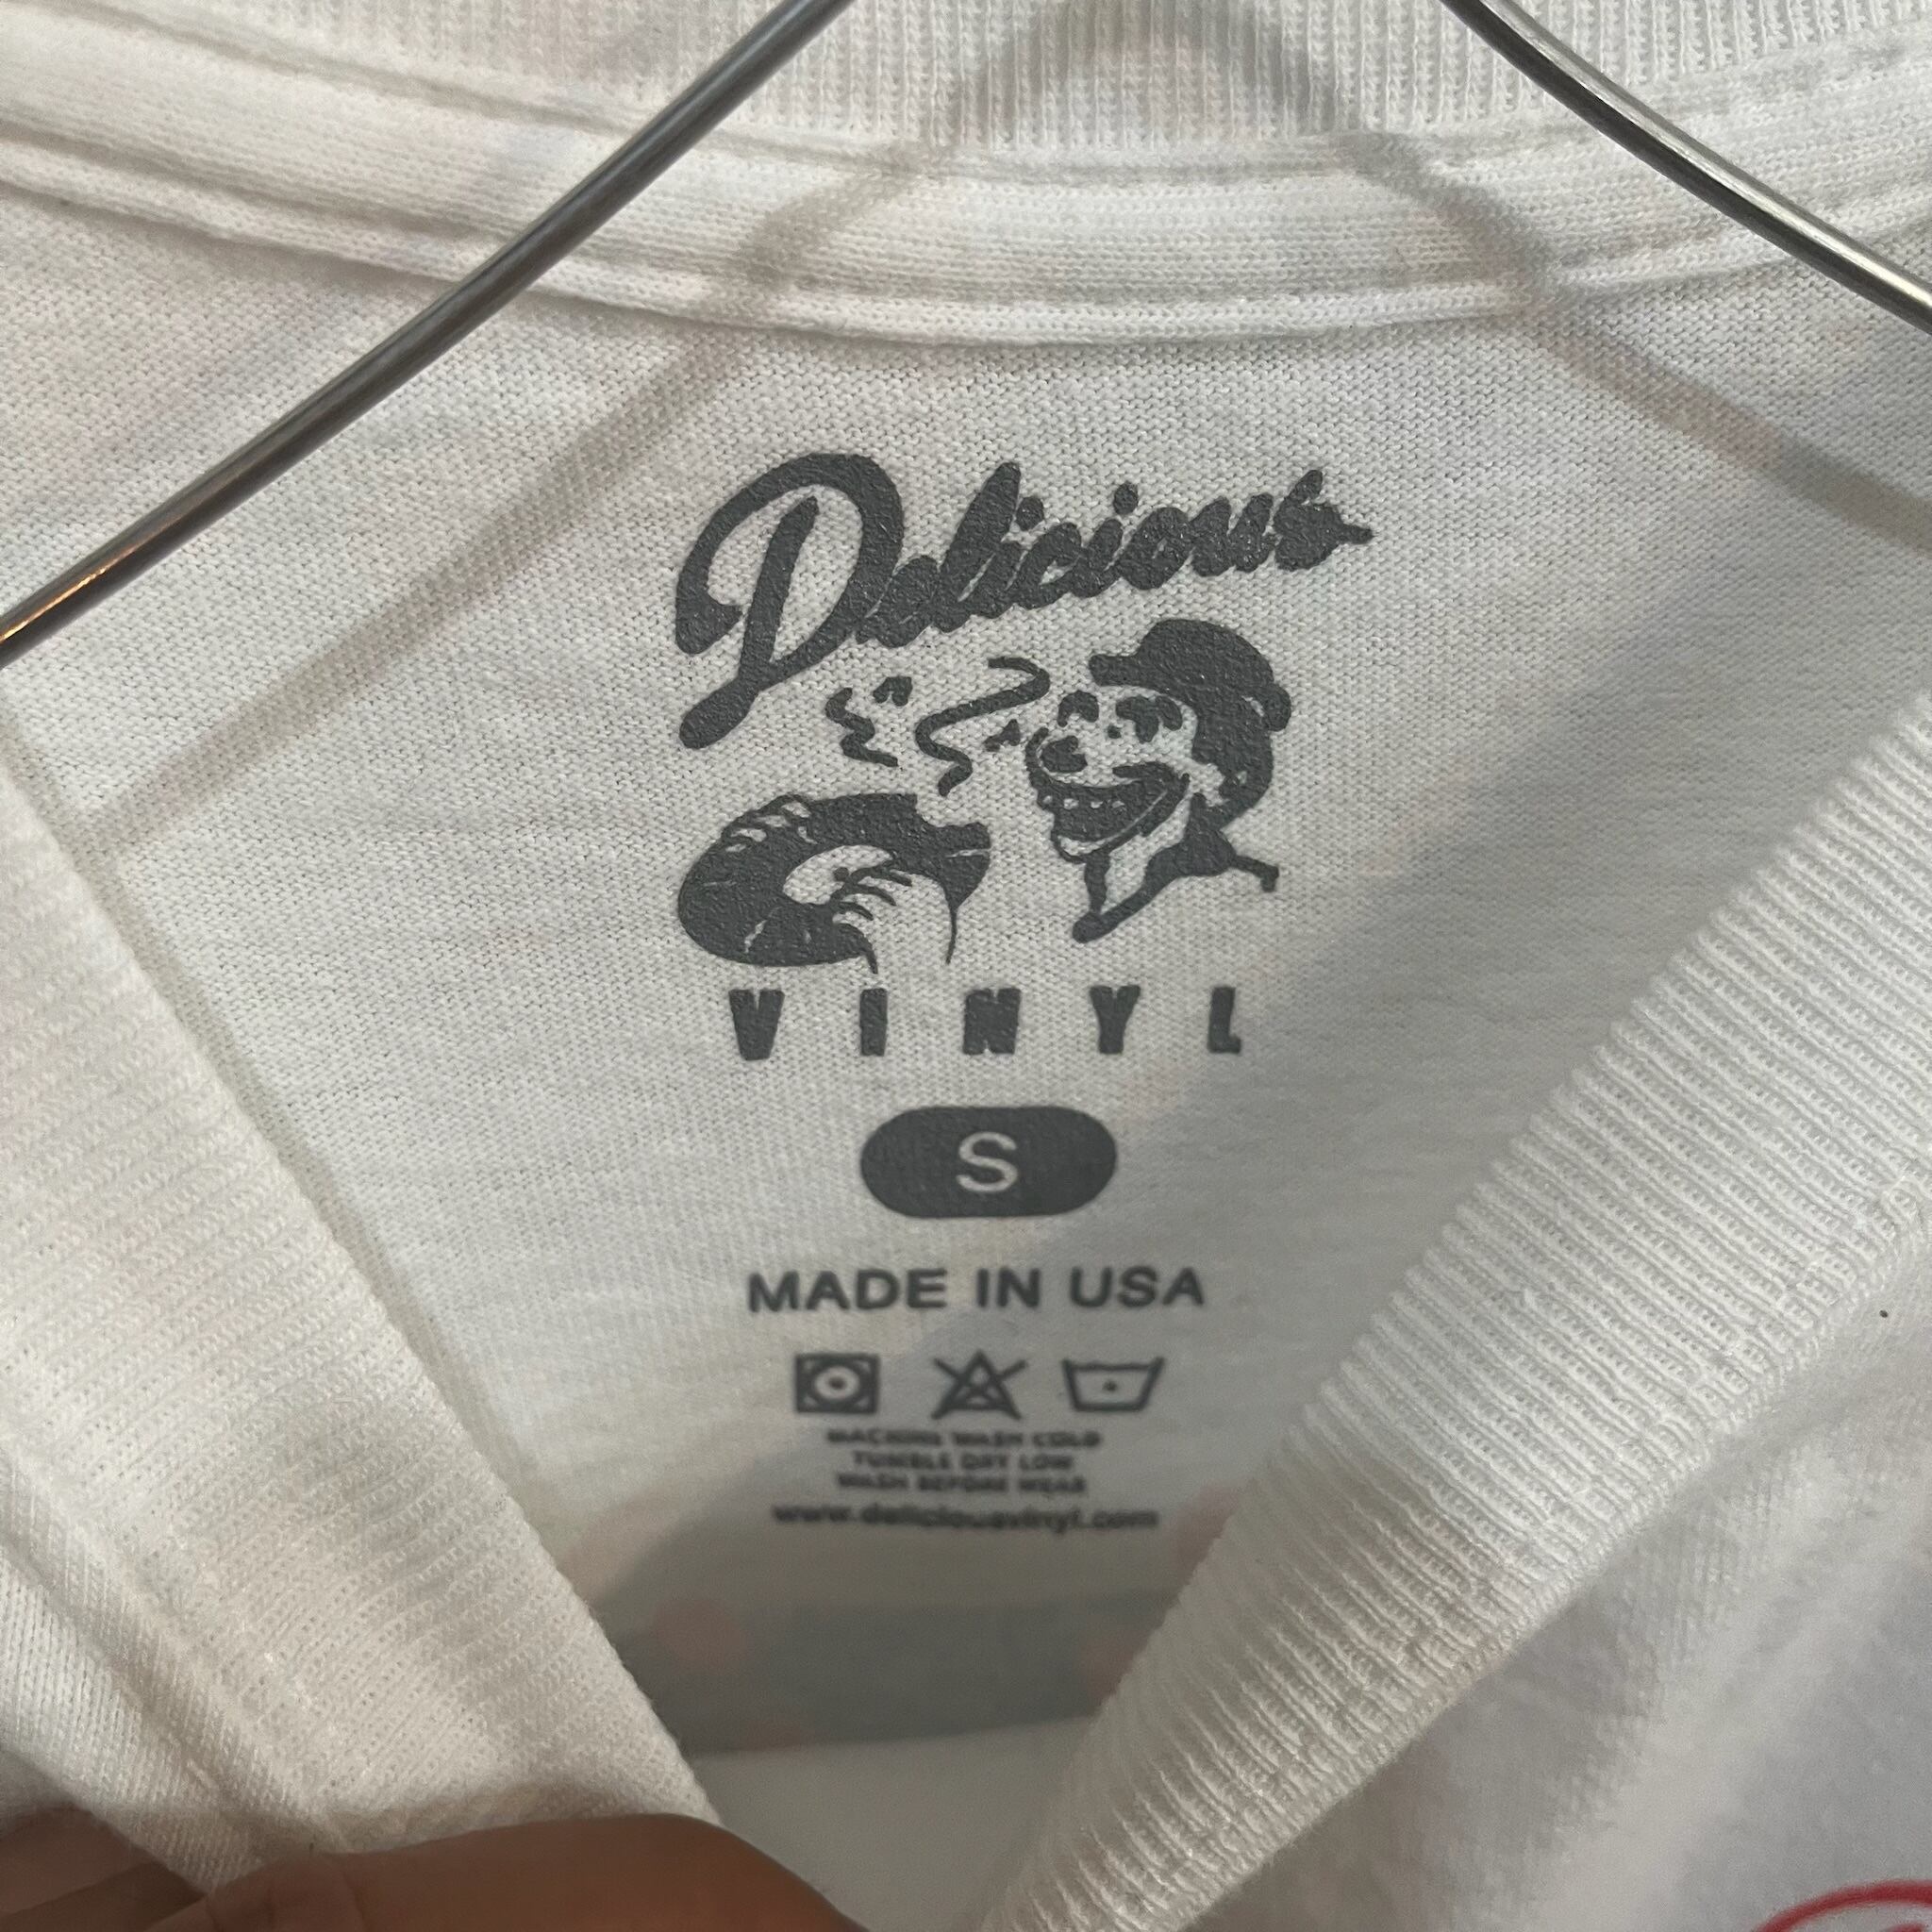 Delicious
VINYL
S
MADE IN USA
MACHINE WASH COLD
TUMBLE DRY LOW
WASH BEFORE WEAR
www.deliciousvinyl.com